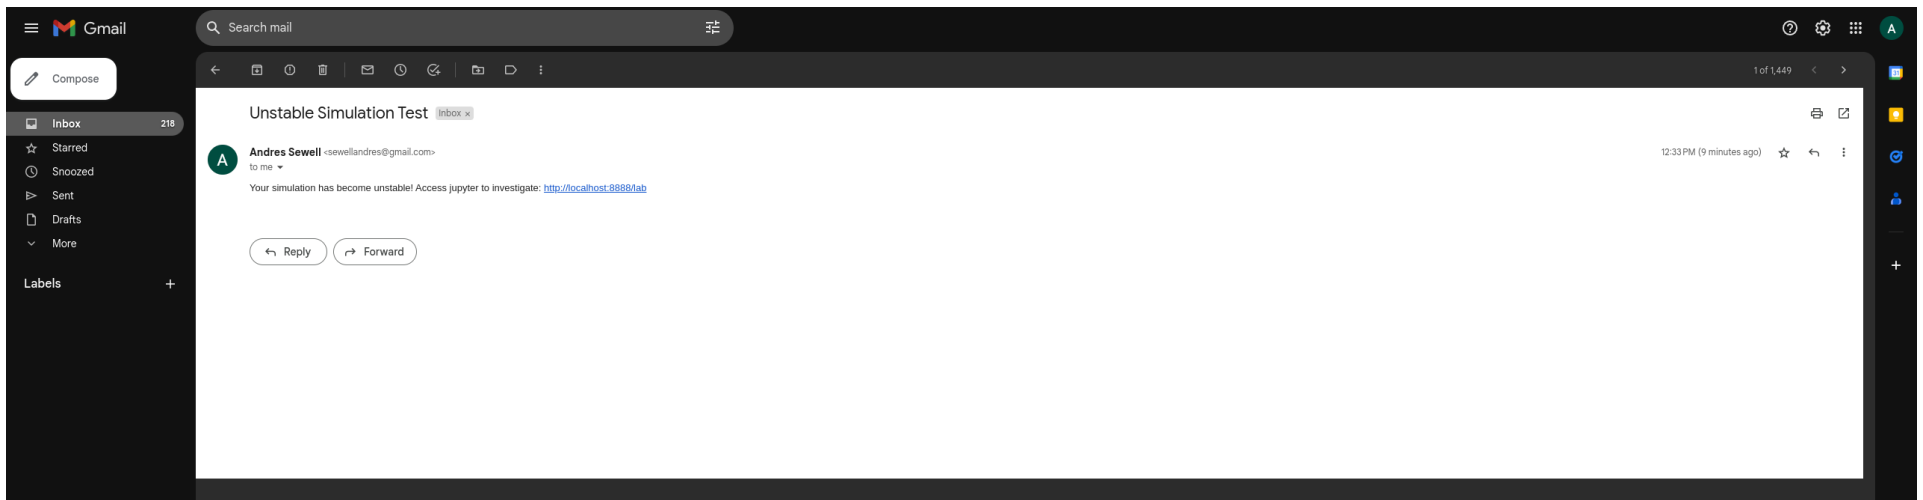 Gmail
Search mail
A
Compose
1 of 1,449
31
Inbox 218
Starred
Snoozed
Sent
Drafts
More
Labels
Unstable Simulation Test Inbox x
A
Andres Sewell <sewellandres@gmail.com>
12:33 PM (9 minutes ago)
to me
Your simulation has become unstable! Access jupyter to investigate: http://localhost:8888/lab
Reply
Forward